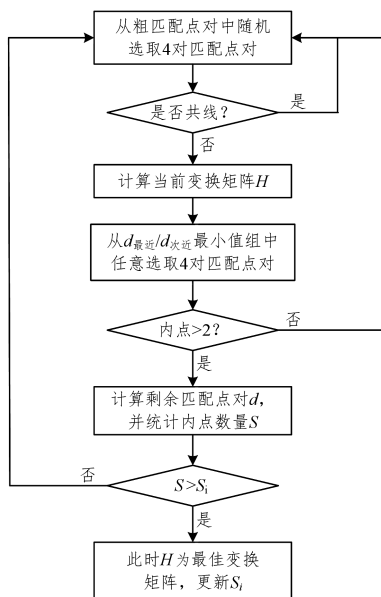 从粗匹配点对中随机
选取4对匹配点对
是否共线?
是
否
计算当前变换矩阵H
从d最近/d次近最小值组中
任意选取4对匹配点对
内点>2?
否
是
计算剩余匹配点对d,
并统计内点数量S
否
S>Si
是
此时H为最佳变换
矩阵，更新Si